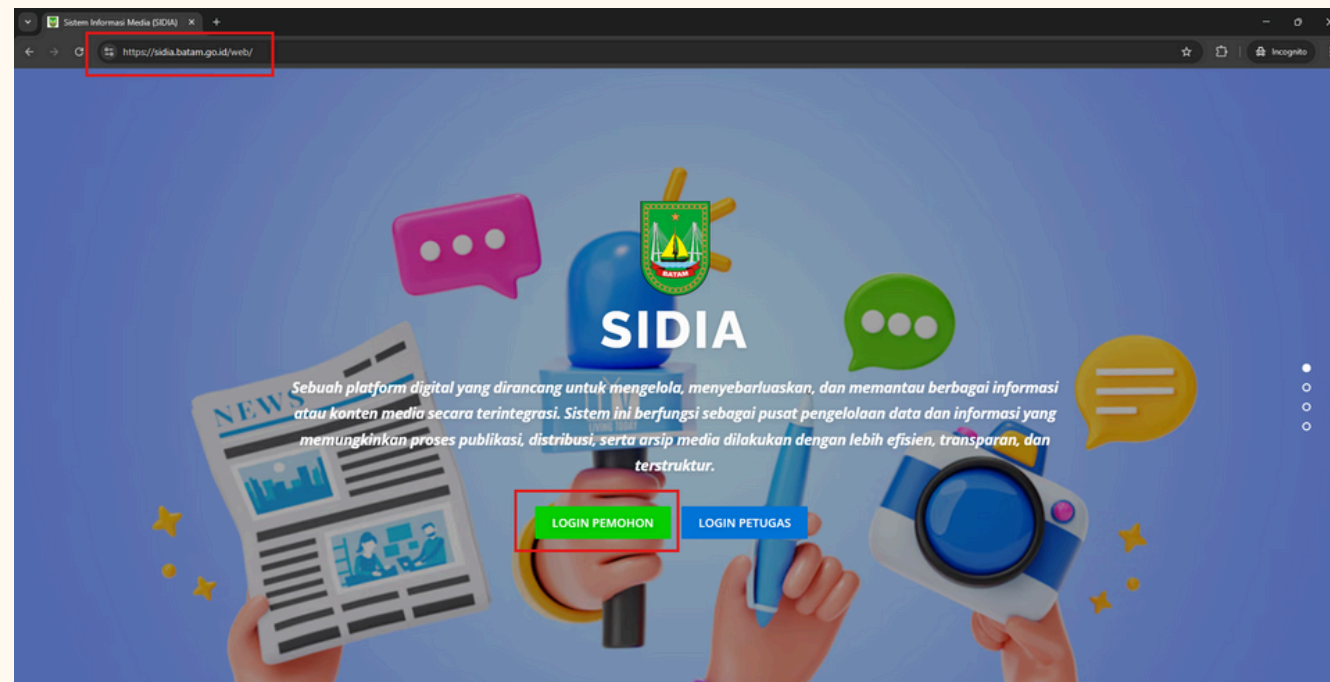 Sistem Informasi Media (SIDIA)
https://sidia.batam.go.id/web/
Incognito
BATAM
SIDIA
NEWS
LIVING TODAY
Sebuah platform digital yang dirancang untuk mengelola, menyebarluaskan, dan memantau berbagai informasi
atau konten media secara terintegrasi. Sistem ini berfungsi sebagai pusat pengelolaan data dan informasi yang
memungkinkan proses publikasi, distribusi, serta arsip media dilakukan dengan lebih efisien, transparan, dan
terstruktur.
LOGIN PEMOHON
LOGIN PETUGAS